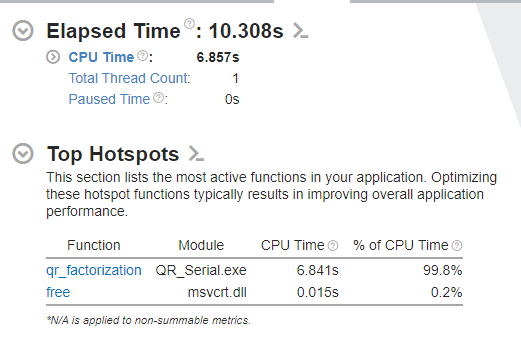 Elapsed Time ?: 10.308s
CPU Time ?: 6.857s
Total Thread Count: 1
Paused Time ?: 0s
Top Hotspots
This section lists the most active functions in your application. Optimizing
these hotspot functions typically results in improving overall application
performance.
Function Module CPU Time ? % of CPU Time ?
qr_factorization QR_Serial.exe 6.841s 99.8%
free msvcrt.dll 0.015s 0.2%
*N/A is applied to non-summable metrics.